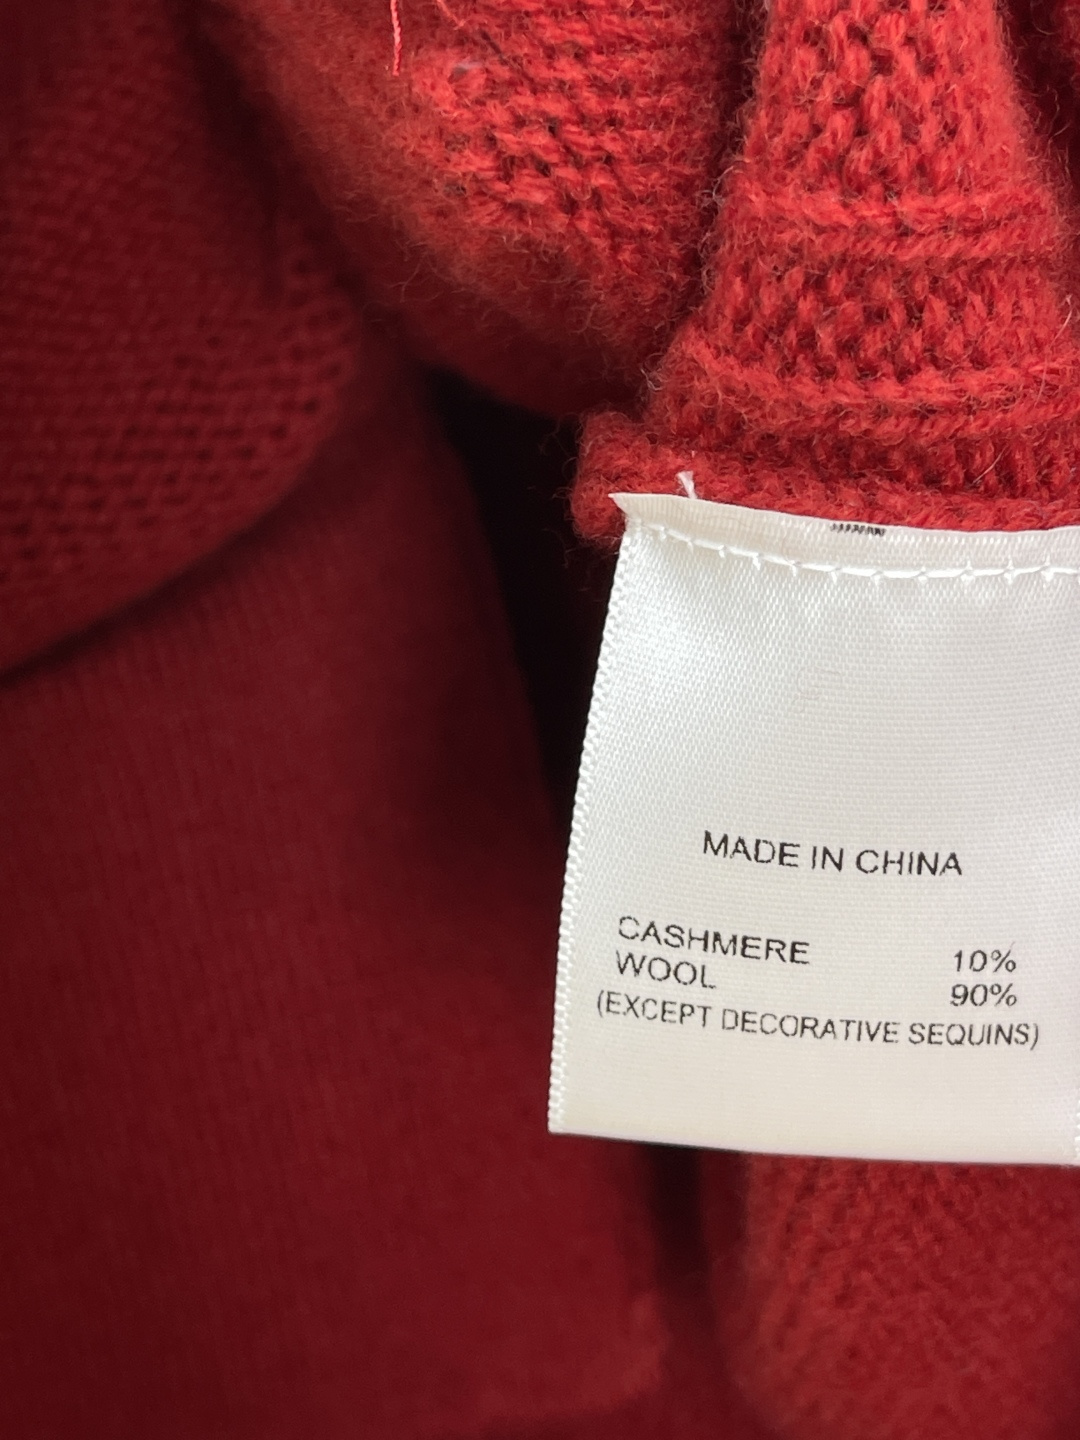 MADE IN CHINA
CASHMERE 10%
WOOL 90%
(EXCEPT DECORATIVE SEQUINS)